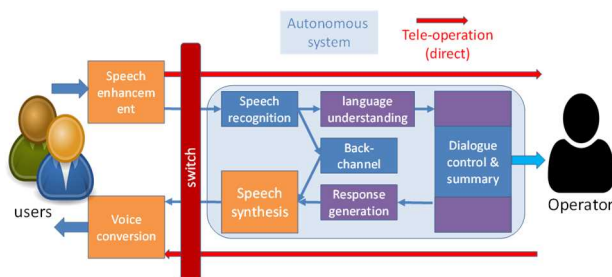 Autonomous
system
Tele-operation
(direct)
Speech
enhancem
ent
Speech
recognition
language
understanding
Back-
channel
Dialogue
control &
summary
switch
Speech
synthesis
Response
generation
users
Voice
conversion
Operator